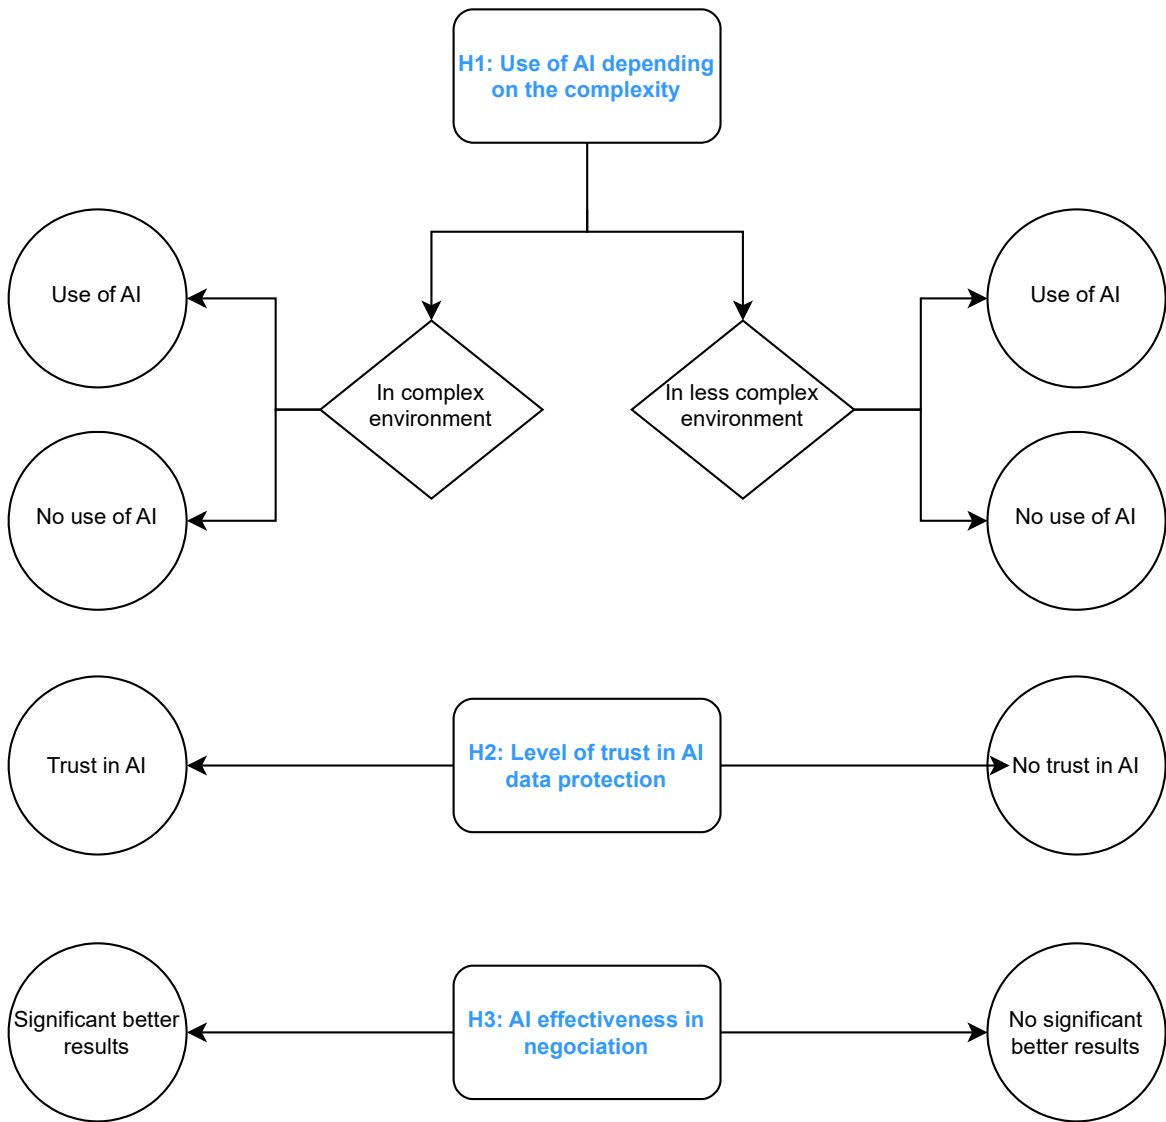 H1: Use of AI depending
on the complexity
Use of AI
Use of AI
In complex
environment
In less complex
environment
No use of AI
No use of AI
Trust in AI
H2: Level of trust in AI
data protection
No trust in AI
Significant better
results
H3: AI effectiveness in
negociation
No significant
better results